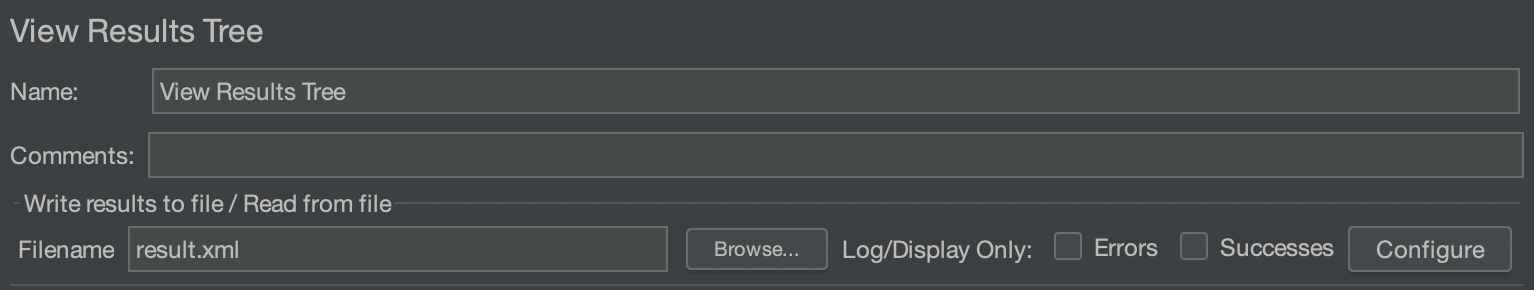 View Results Tree
Name: View Results Tree
Comments:
Write results to file / Read from file
Filename result.xml Browse... Log/Display Only: Errors Successes Configure